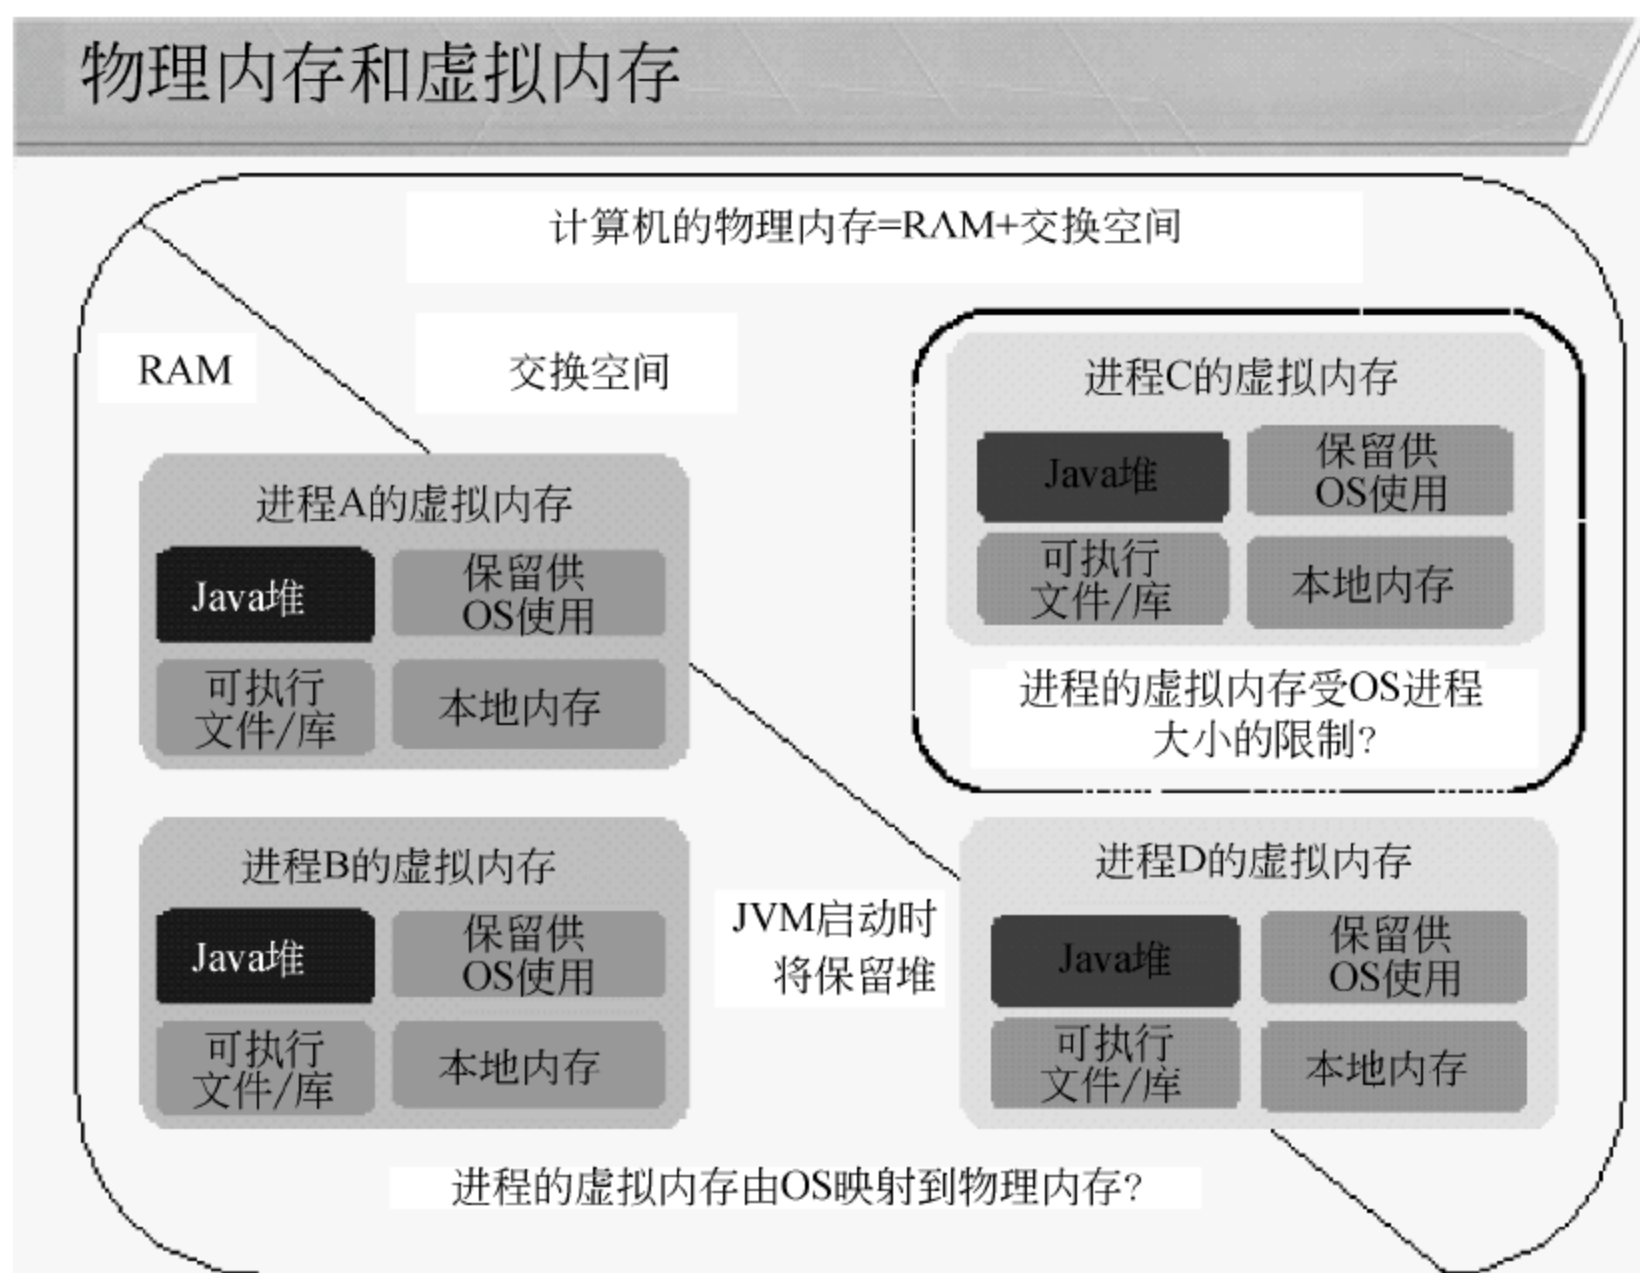 物理内存和虚拟内存
计算机的物理内存=RAM+交换空间
RAM
交换空间
进程A的虚拟内存
Java堆
保留供
OS使用
可执行
文件/库
本地内存
进程C的虚拟内存
Java堆
保留供
OS使用
可执行
文件/库
本地内存
进程的虚拟内存受OS进程
大小的限制?
进程B的虚拟内存
Java堆
保留供
OS使用
可执行
文件/库
本地内存
JVM启动时
将保留堆
进程D的虚拟内存
Java堆
保留供
OS使用
可执行
文件/库
本地内存
进程的虚拟内存由OS映射到物理内存?